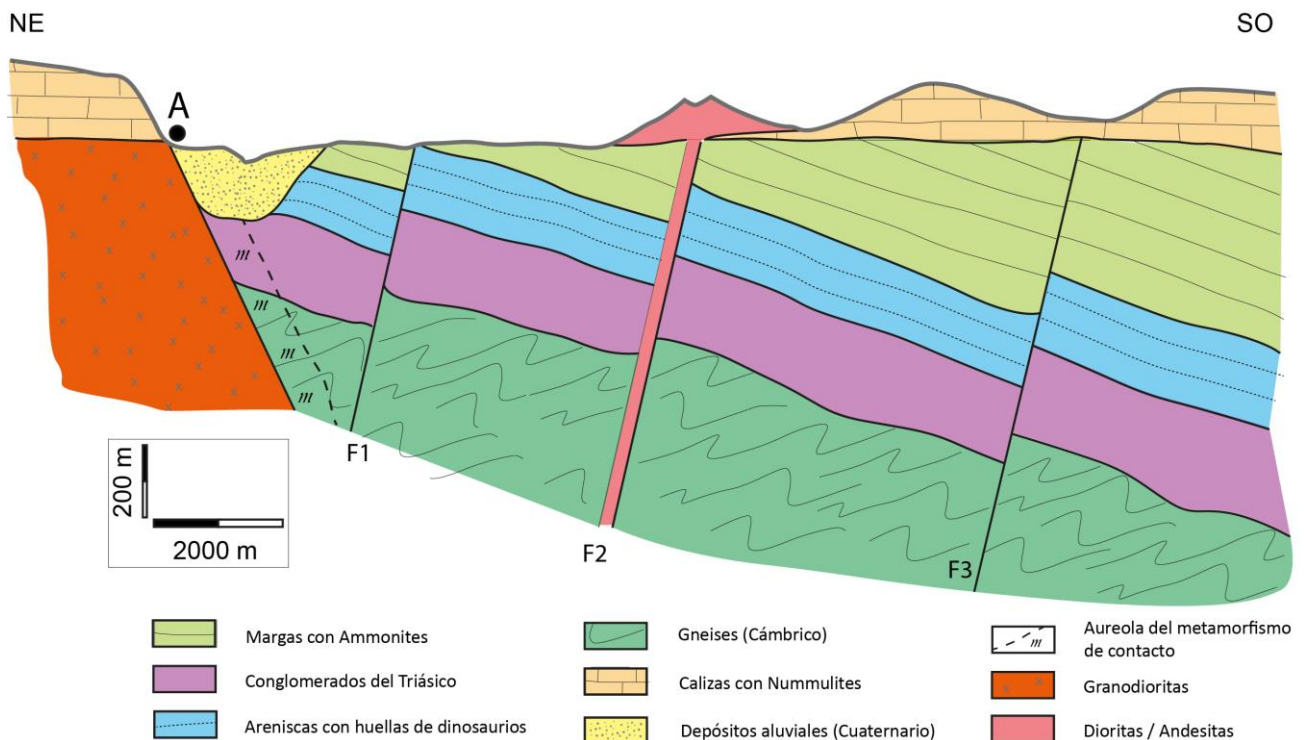 NE
SO
A
m
m
m
m
F1
F2
F3
200 m
2000 m
Margas con Ammonites
Conglomerados del Triásico
Areniscas con huellas de dinosaurios
Gneises (Cámbrico)
Calizas con Nummulites
Depósitos aluviales (Cuaternario)
m
Aureola del metamorfismo
de contacto
Granodioritas
Dioritas / Andesitas